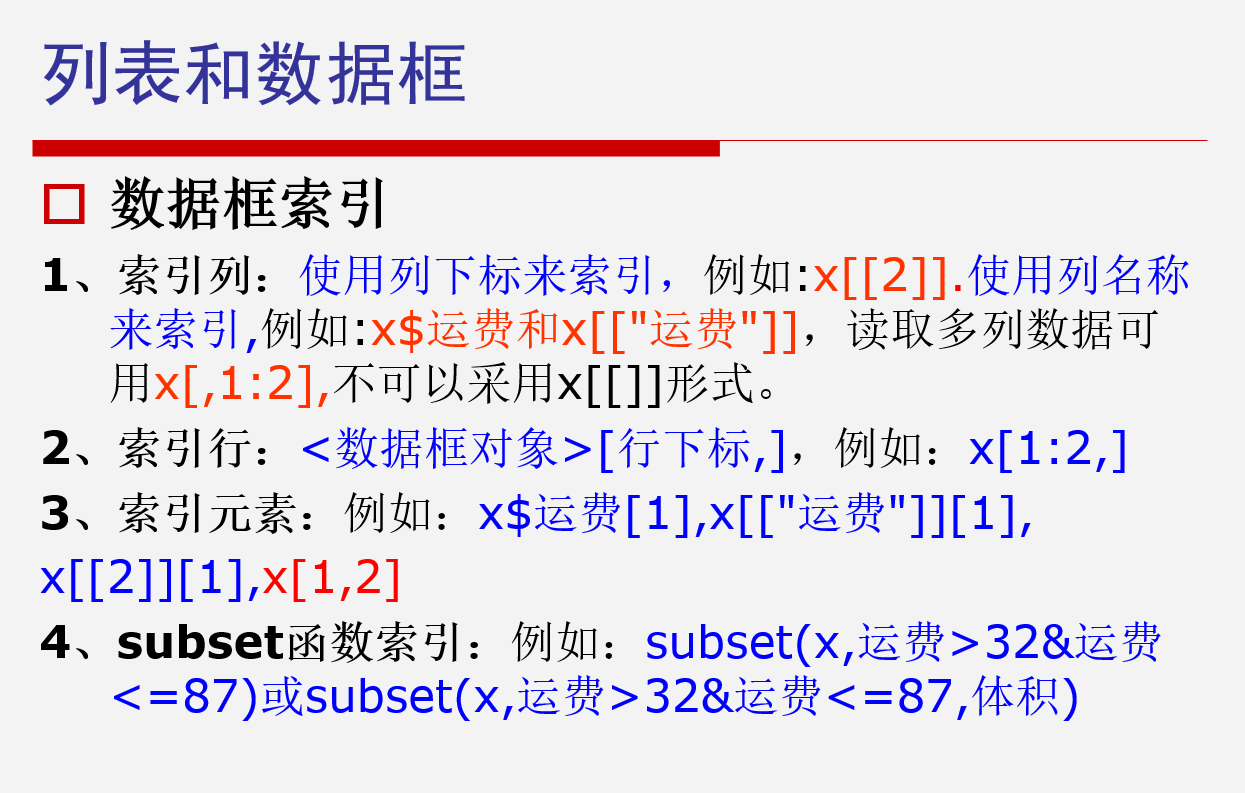 列表和数据框
数据框索引
1、索引列：使用列下标来索引，例如:x[[2]].使用列名称
来索引,例如:x$运费和x[["运费"]]，读取多列数据可
用x[,1:2],不可以采用x[[]]形式。
2、索引行：<数据框对象>[行下标,]，例如：x[1:2,]
3、索引元素：例如：x$运费[1],x[["运费"]][1],
x[[2]][1],x[1,2]
4、subset函数索引：例如：subset(x,运费>32&运费
<=87)或subset(x,运费>32&运费<=87,体积)